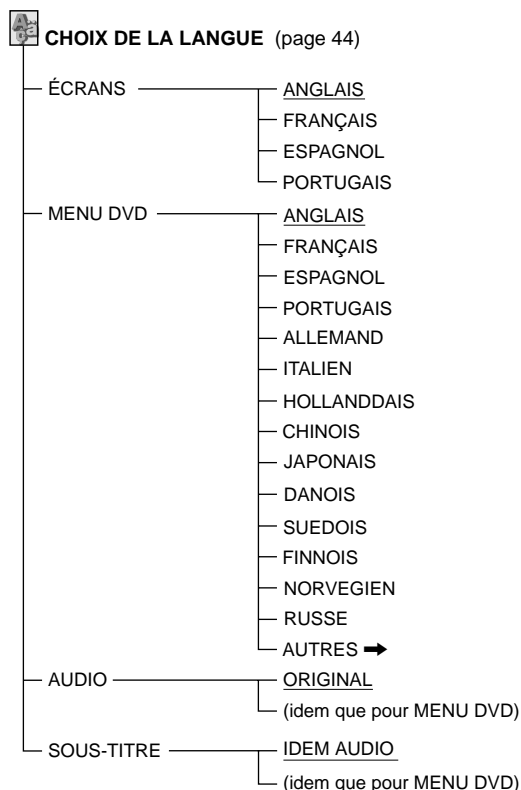 CHOIX DE LA LANGUE (page 44)
ÉCRANS ANGLAIS
FRANÇAIS
ESPAGNOL
PORTUGAIS
MENU DVD ANGLAIS
FRANÇAIS
ESPAGNOL
PORTUGAIS
ALLEMAND
ITALIEN
HOLLANDDAIS
CHINOIS
JAPONAIS
DANOIS
SUEDOIS
FINNOIS
NORVEGIEN
RUSSE
AUTRES ➡
AUDIO ORIGINAL
(idem que pour MENU DVD)
SOUS-TITRE IDEM AUDIO
(idem que pour MENU DVD)